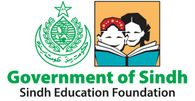 Government of Sindh
Sindh Education Foundation